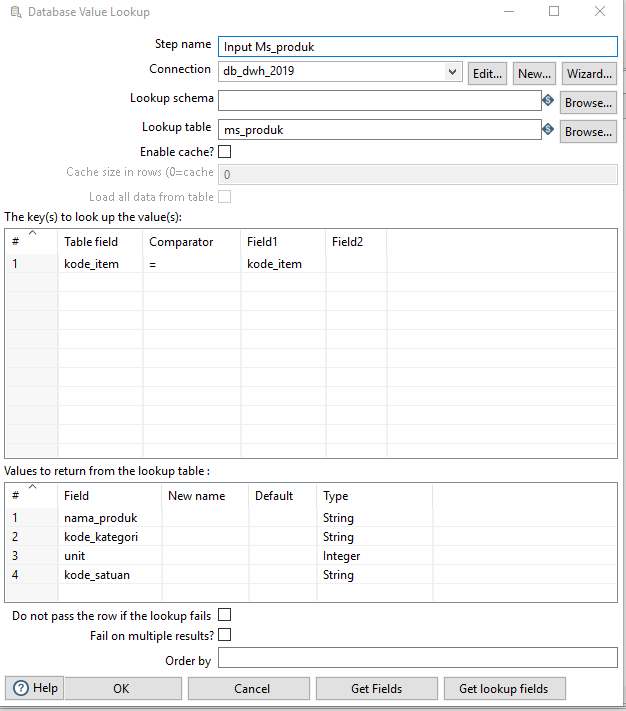 Database Value Lookup
Step name Input Ms_produk
Connection db_dwh_2019 Edit... New... Wizard...
Lookup schema Browse...
Lookup table ms_produk Browse...
Enable cache?
Cache size in rows (0=cache 0
Load all data from table
The key(s) to look up the value(s):
# Table field Comparator Field1 Field2
1 kode_item = kode_item
Values to return from the lookup table :
# Field New name Default Type
1 nama_produk String
2 kode_kategori String
3 unit Integer
4 kode_satuan String
Do not pass the row if the lookup fails
Fail on multiple results?
Order by
Help OK Cancel Get Fields Get lookup fields